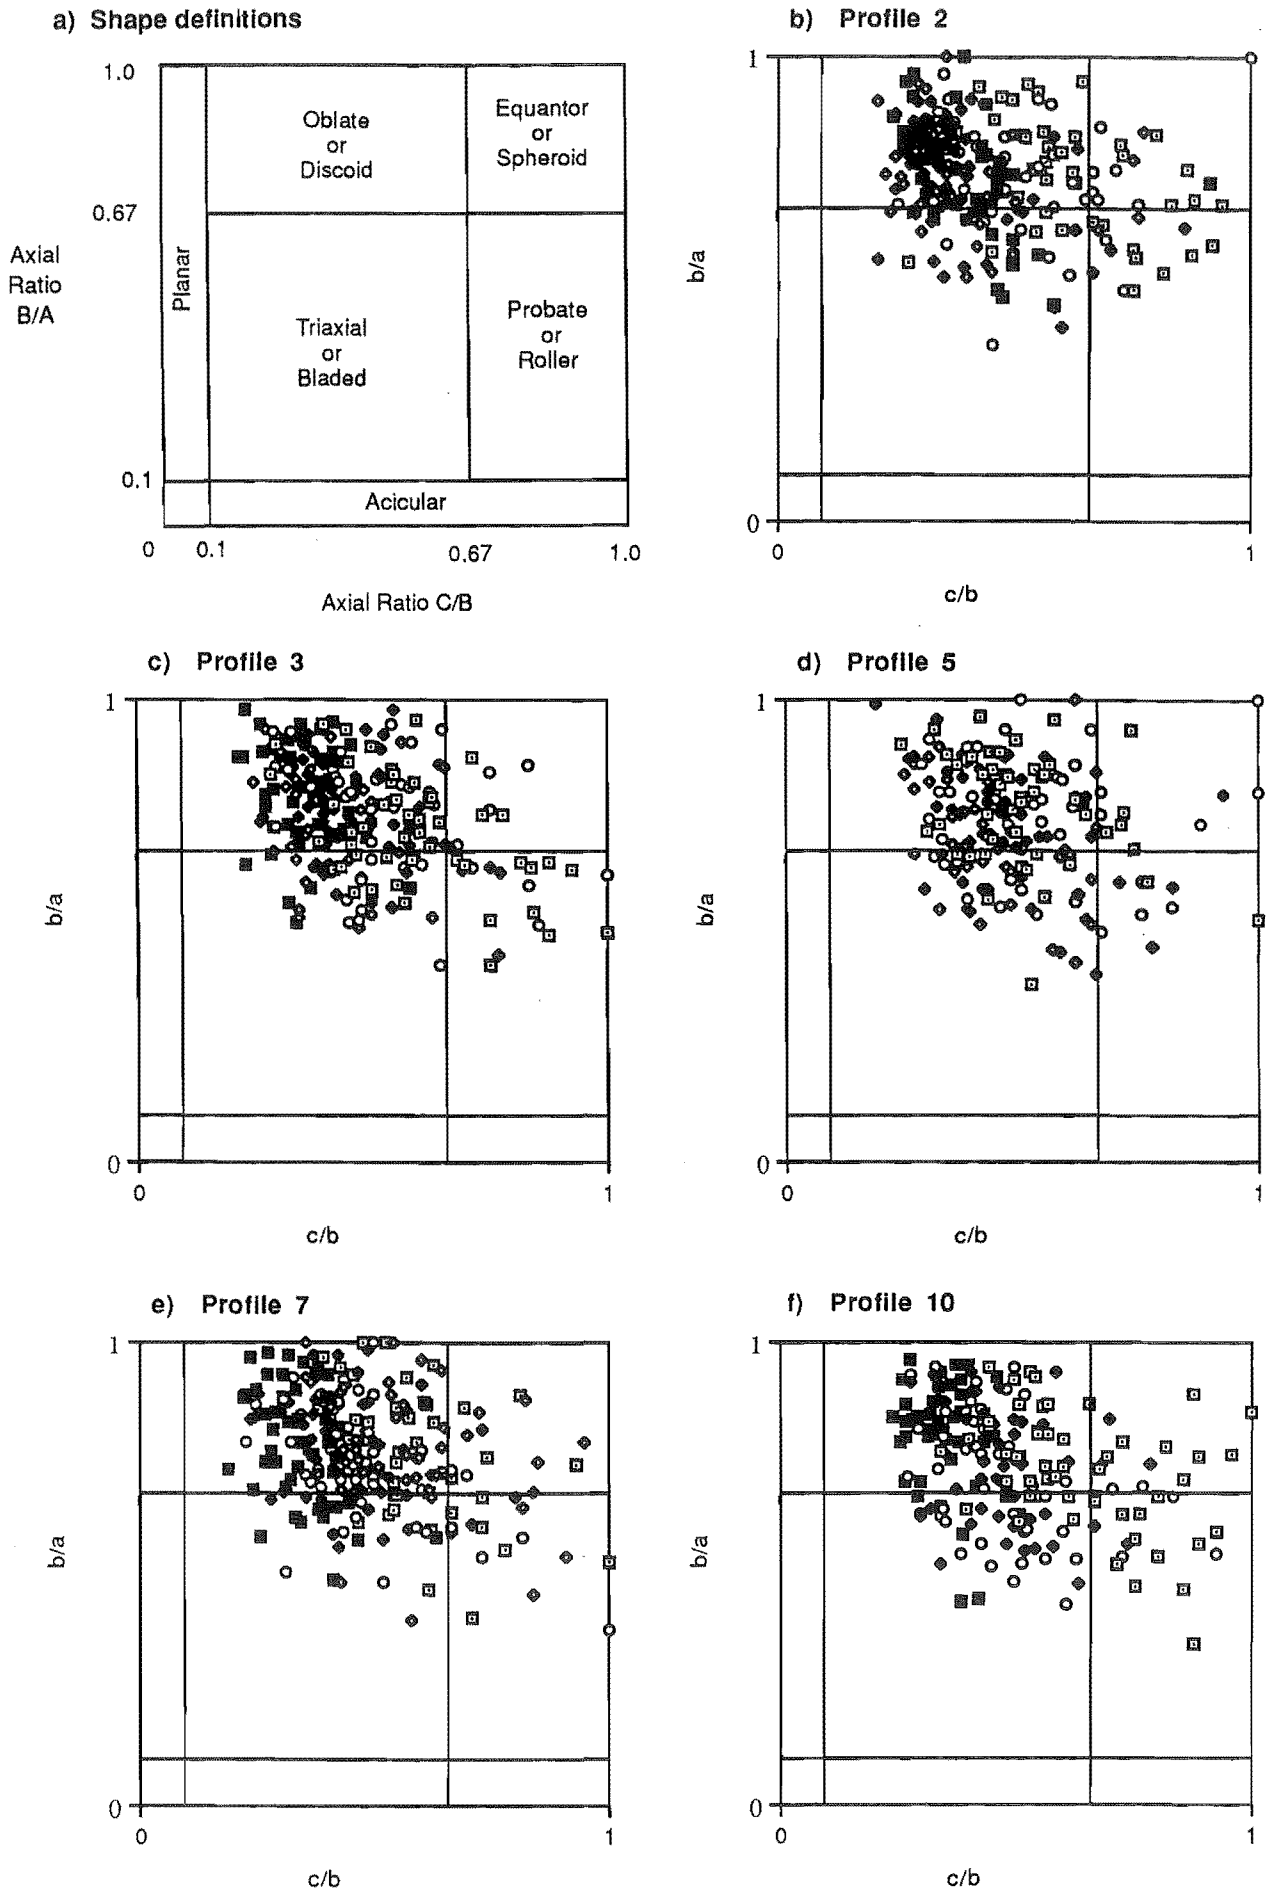 a) Shape definitions
1.0
0.67
0.1
0
0.1
0.67
1.0
Axial
Ratio
B/A
Axial Ratio C/B
Planar
Oblate
or
Discoid
Equantor
or
Spheroid
Triaxial
or
Bladed
Probate
or
Roller
Acicular
b) Profile 2
1
b/a
0
0
1
c/b
c) Profile 3
1
b/a
0
0
1
c/b
d) Profile 5
1
b/a
0
0
1
c/b
e) Profile 7
1
b/a
0
0
1
c/b
f) Profile 10
1
b/a
0
0
1
c/b